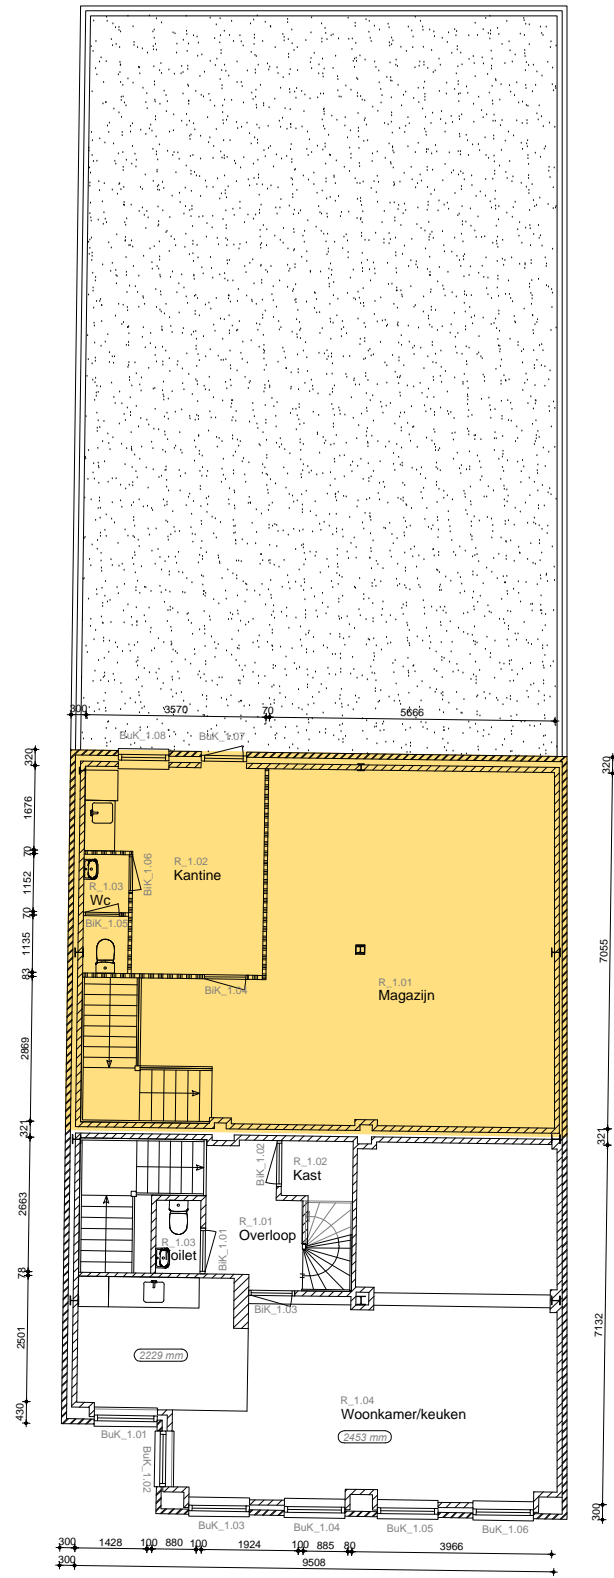 300
3570
70
5666
BuK_1.08
BuK_1.07
320
320
1676
70
1152
70
1135
83
2869
321
R_1.02
Kantine
BiK_1.06
R_1.03
Wc
BiK_1.05
BiK_1.04
R_1.01
Magazijn
7055
321
BiK_1.02
R_1.02
Kast
R_1.01
Overloop
R_1.03
Toilet
BiK_1.01
BiK_1.03
2663
78
2501
430
2229 mm
R_1.04
Woonkamer/keuken
2453 mm
7132
300
BuK_1.01
BuK_1.02
BuK_1.03
BuK_1.04
BuK_1.05
BuK_1.06
300
1428
100
880
100
1924
100
885
80
3966
300
9508